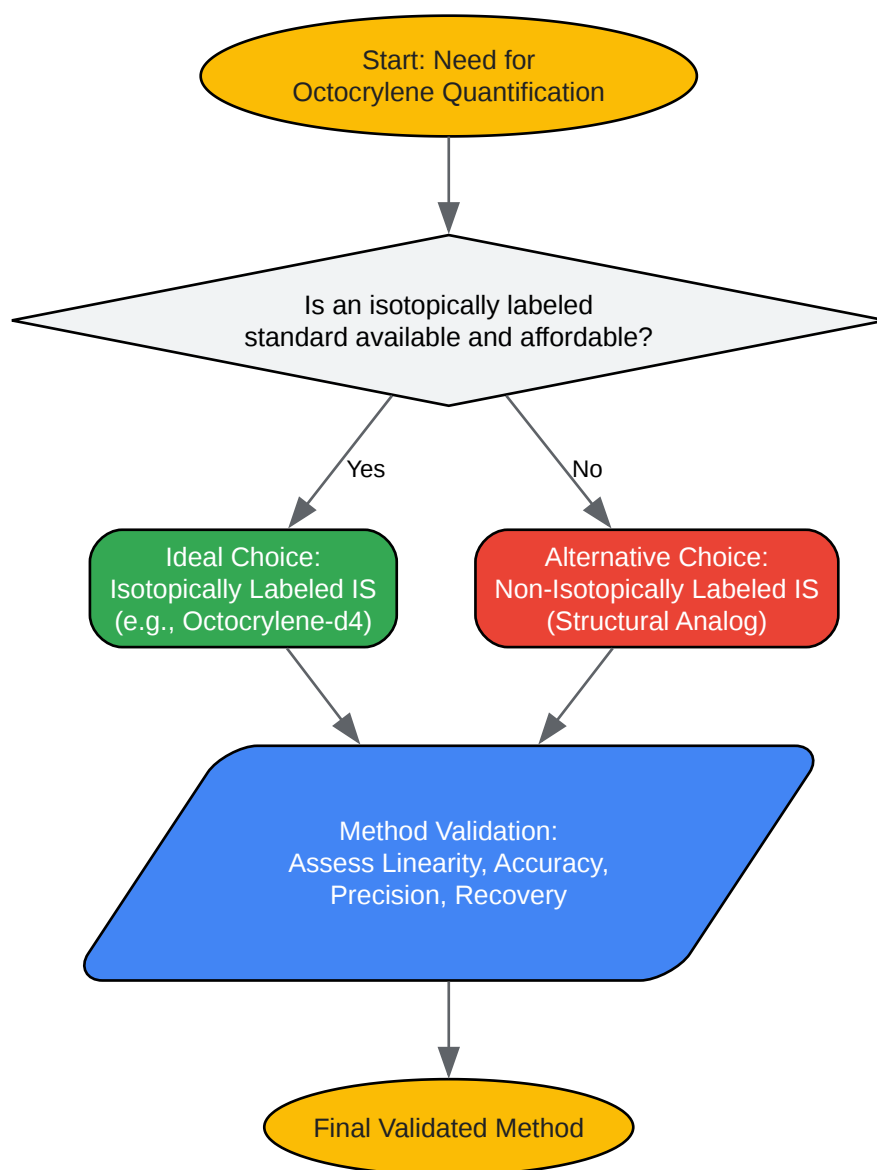 Start: Need for
Octocrylene Quantification
Is an isotopically labeled
standard available and affordable?
Yes
No
Ideal Choice:
Isotopically Labeled IS
(e.g., Octocrylene-d4)
Alternative Choice:
Non-Isotopically Labeled IS
(Structural Analog)
Method Validation:
Assess Linearity, Accuracy,
Precision, Recovery
Final Validated Method